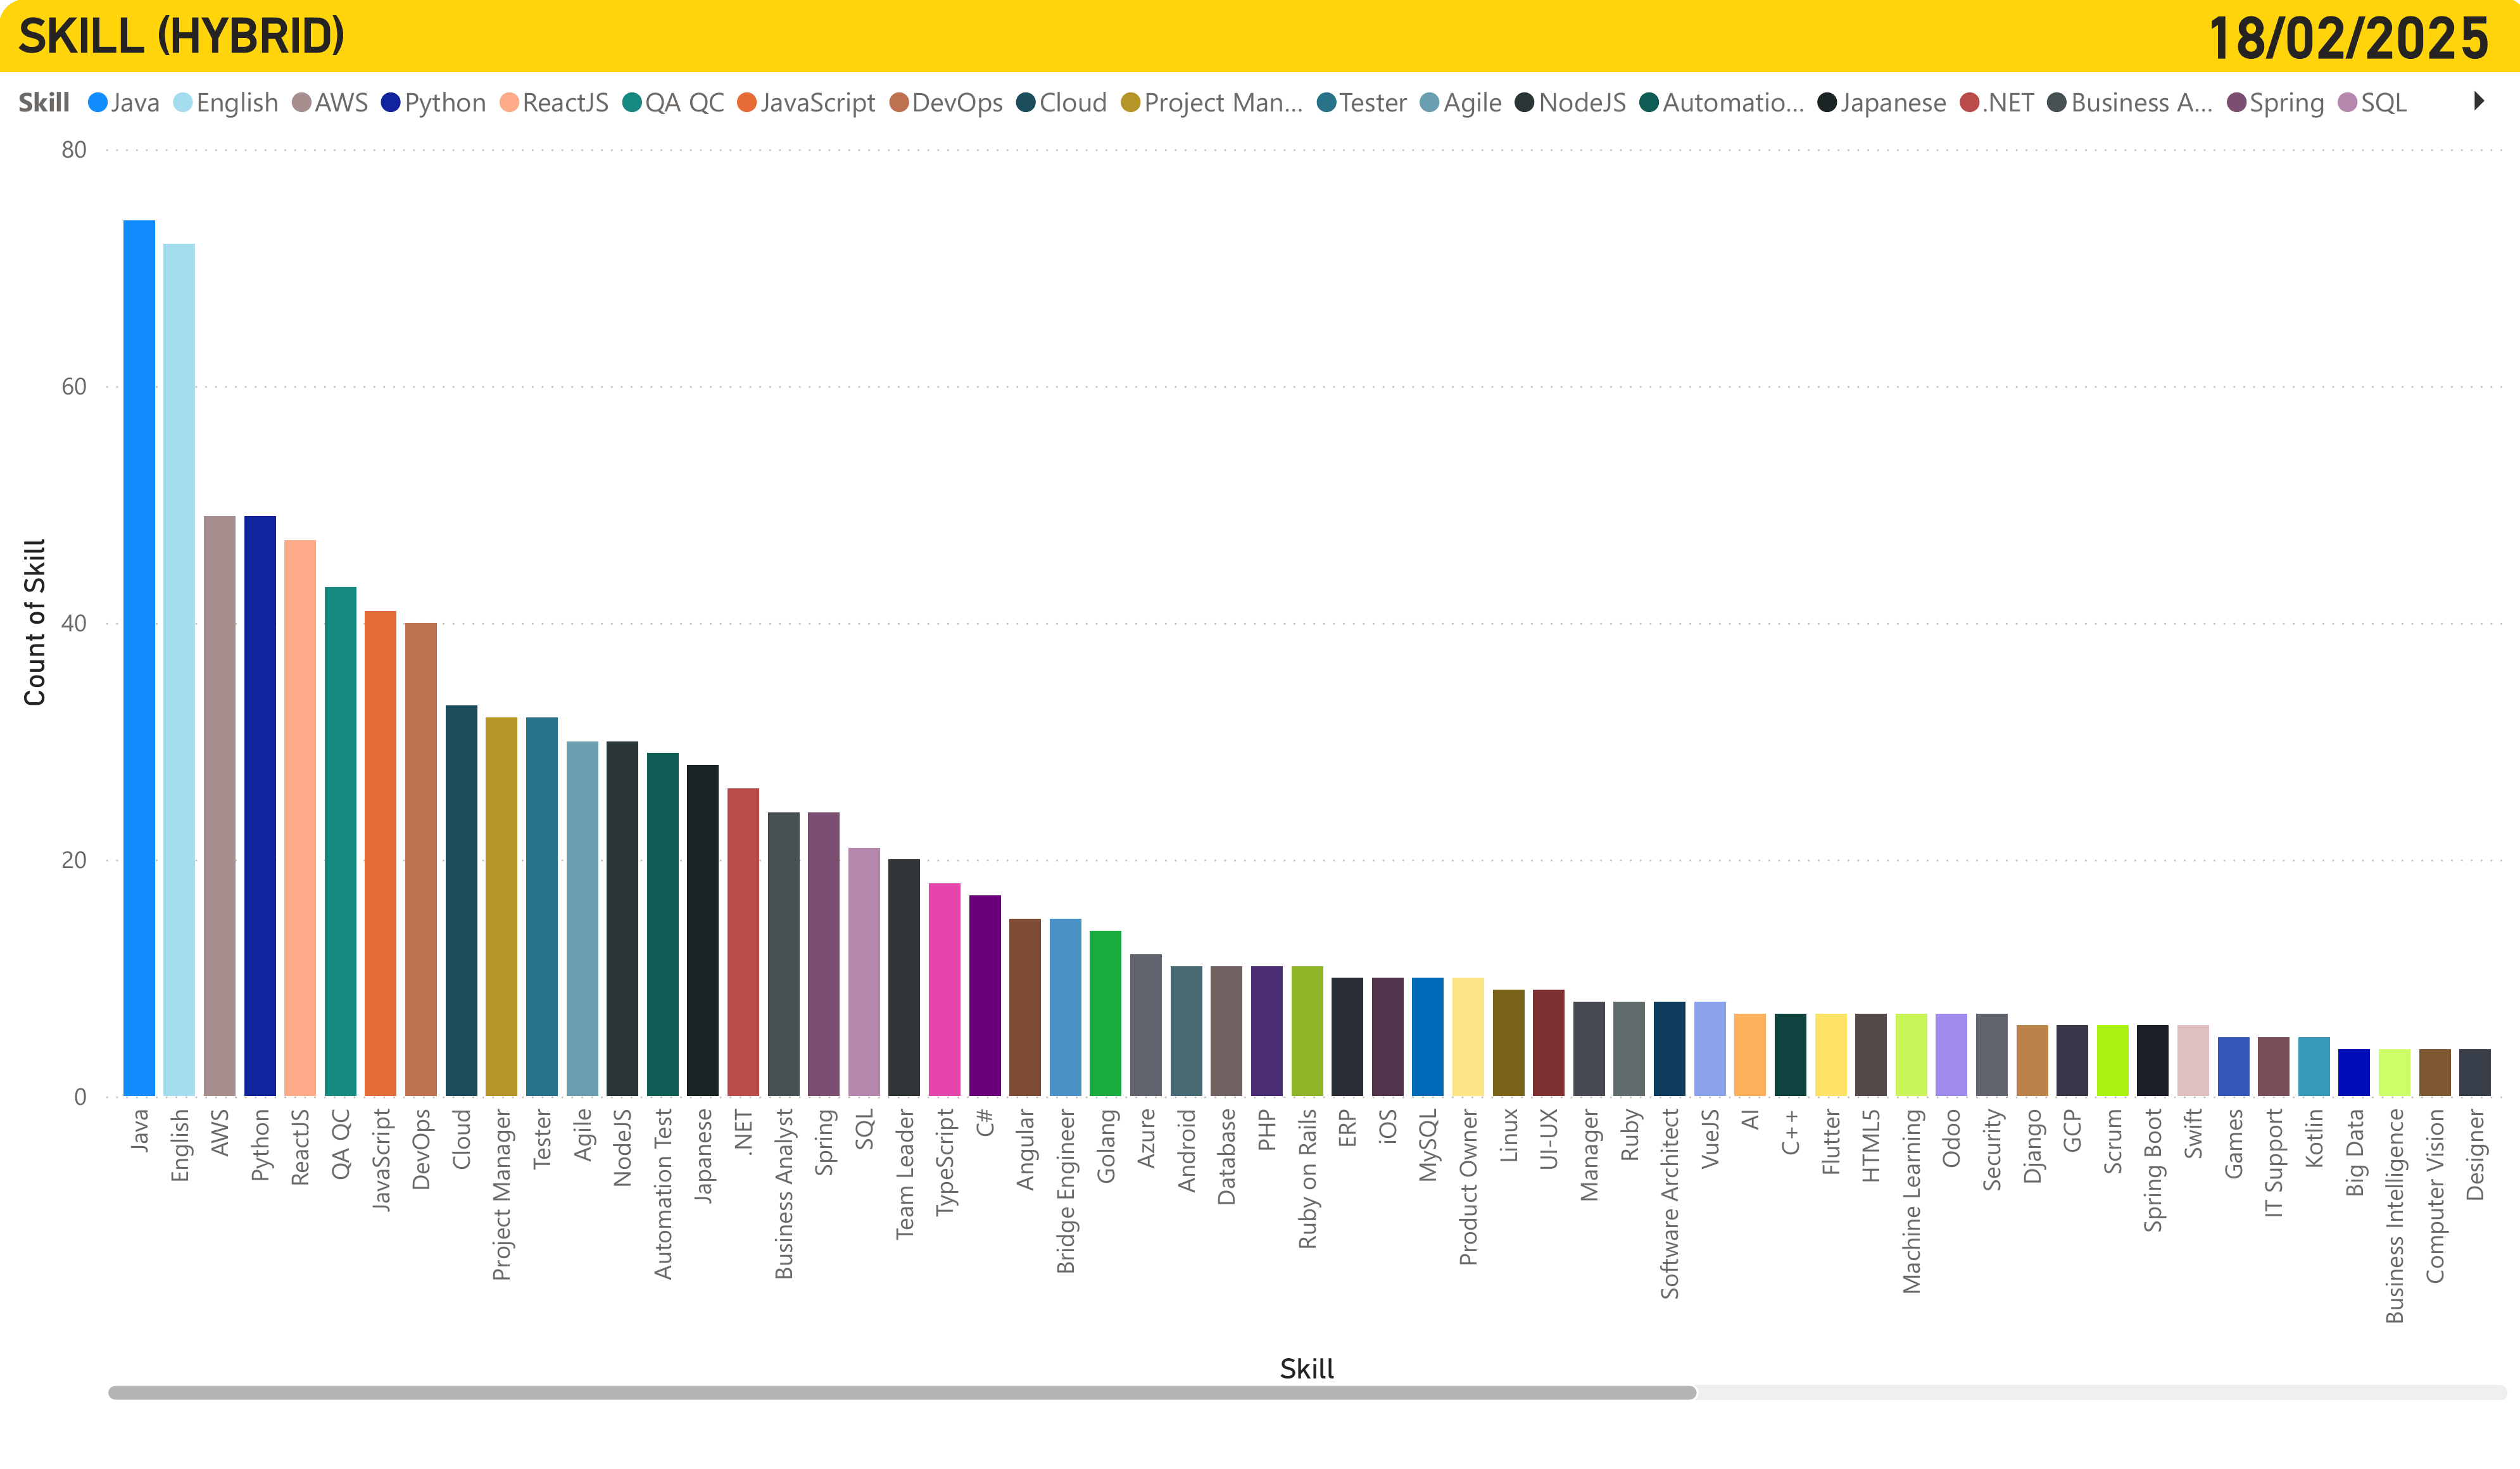 SKILL (HYBRID) 18/02/2025
Skill Java English AWS Python ReactJS QA QC JavaScript DevOps Cloud Project Man... Tester Agile NodeJS Automatio... Japanese .NET Business A... Spring SQL
80
60
40
20
0
Count of Skill
Java
English
AWS
Python
ReactJS
QA QC
JavaScript
DevOps
Cloud
Project Manager
Tester
Agile
NodeJS
Automation Test
Japanese
.NET
Business Analyst
Spring
SQL
Team Leader
TypeScript
C#
Angular
Bridge Engineer
Golang
Azure
Android
Database
PHP
Ruby on Rails
ERP
iOS
MySQL
Product Owner
Linux
UI-UX
Manager
Ruby
Software Architect
VueJS
AI
C++
Flutter
HTML5
Machine Learning
Odoo
Security
Django
GCP
Scrum
Spring Boot
Swift
Games
IT Support
Kotlin
Big Data
Business Intelligence
Computer Vision
Designer
Skill